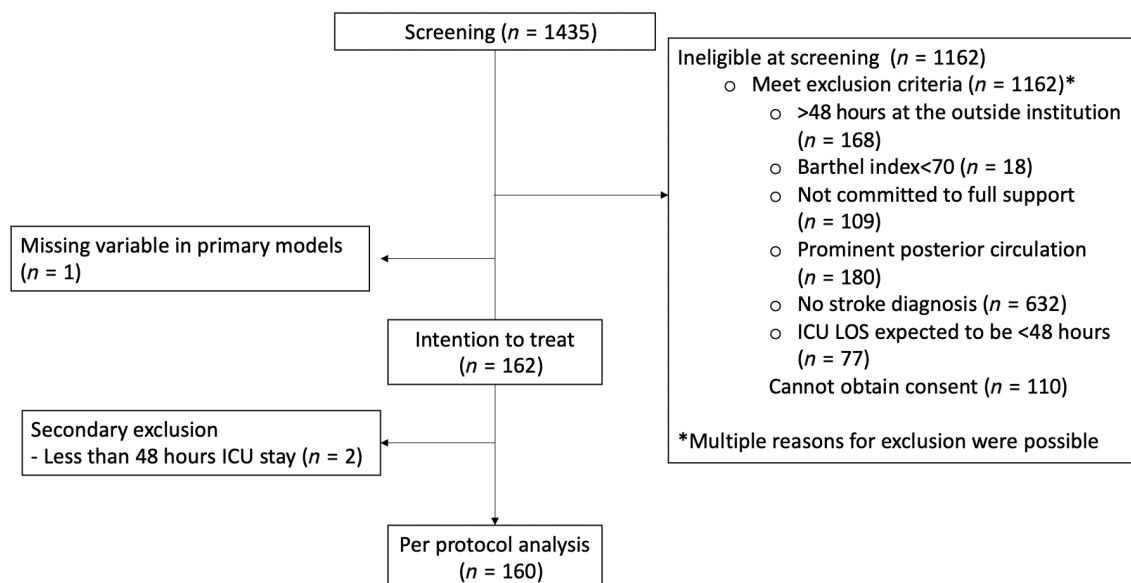 Screening (n = 1435)
Ineligible at screening (n = 1162)
o Meet exclusion criteria (n = 1162)*
o >48 hours at the outside institution
(n = 168)
o Barthel index<70 (n = 18)
o Not committed to full support
(n = 109)
o Prominent posterior circulation
(n = 180)
o No stroke diagnosis (n = 632)
o ICU LOS expected to be <48 hours
(n = 77)
Cannot obtain consent (n = 110)
*Multiple reasons for exclusion were possible
Missing variable in primary models
(n = 1)
Intention to treat
(n = 162)
Secondary exclusion
- Less than 48 hours ICU stay (n = 2)
Per protocol analysis
(n = 160)